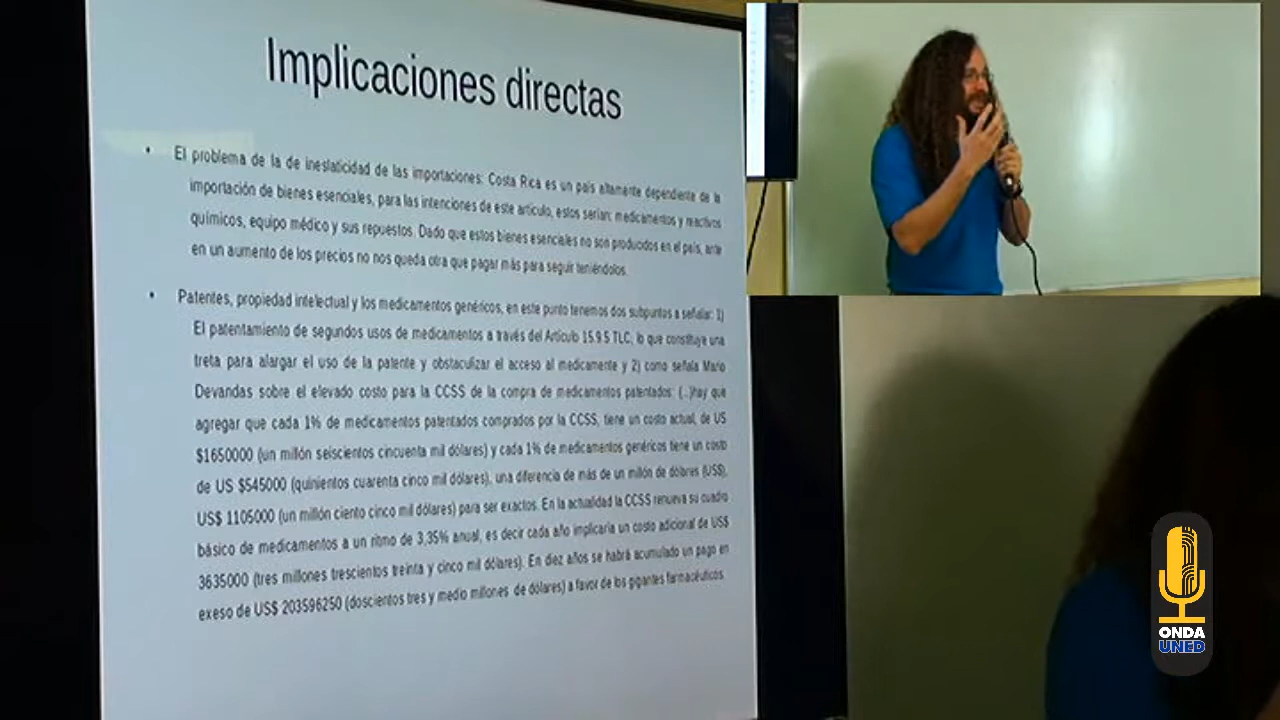 Implicaciones directas
• El problema de la de ineslaticidad de las importaciones: Costa Rica es un país altamente dependiente de la
importación de bienes esenciales, para las intenciones de este artículo, estos serían: medicamentos y reactivos
químicos, equipo médico y sus repuestos. Dado que estos bienes esenciales no son producidos en el país, ante
en un aumento de los precios no nos queda otra que pagar más para seguir teniéndolos.
• Patentes, propiedad intelectual y los medicamentos genéricos, en este punto tenemos dos subpuntos a señalar: 1)
El patentamiento de segundos usos de medicamentos a través del Artículo 15.9.5 TLC, lo que constituye una
treta para alargar el uso de la patente y obstaculizar el acceso al medicamente y 2) como señala Mario
Devandas sobre el elevado costo para la CCSS de la compra de medicamentos patentados: (..)hay que
agregar que cada 1% de medicamentos patentados comprados por la CCSS, tiene un costo actual, de US
$1650000 (un millón seiscientos cincuenta mil dólares) y cada 1% de medicamentos genéricos tiene un costo
de US $545000 (quinientos cuarenta cinco mil dólares), una diferencia de más de un millón de dólares (US$),
US$ 1105000 (un millón ciento cinco mil dólares) para ser exactos. En la actualidad la CCSS renueva su cuadro
básico de medicamentos a un ritmo de 3,35% anual, es decir cada año implicaría un costo adicional de US$
3635000 (tres millones trescientos treinta y cinco mil dólares). En diez años se habrá acumulado un pago en
exeso de US$ 203596250 (doscientos tres y medio millones de dólares) a favor de los gigantes farmacéuticos.
ONDA
UNED